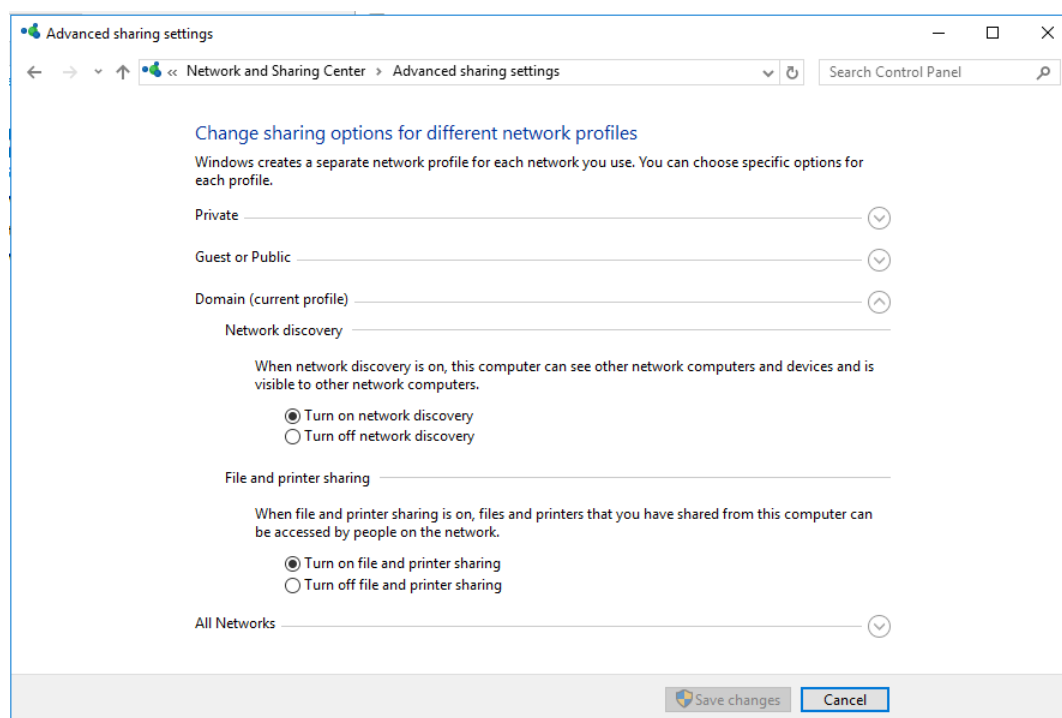 Advanced sharing settings
« Network and Sharing Center > Advanced sharing settings
Search Control Panel
Change sharing options for different network profiles
Windows creates a separate network profile for each network you use. You can choose specific options for
each profile.
Private
Guest or Public
Domain (current profile)
Network discovery
When network discovery is on, this computer can see other network computers and devices and is
visible to other network computers.
Turn on network discovery
Turn off network discovery
File and printer sharing
When file and printer sharing is on, files and printers that you have shared from this computer can
be accessed by people on the network.
Turn on file and printer sharing
Turn off file and printer sharing
All Networks
Save changes
Cancel